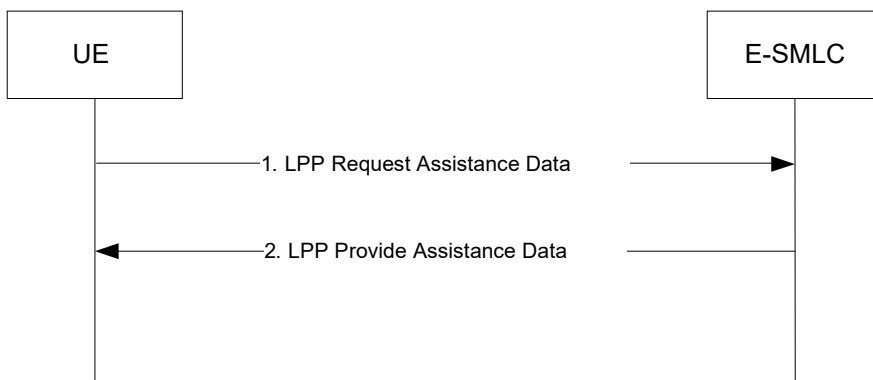 UE
E-SMLC
1. LPP Request Assistance Data
2. LPP Provide Assistance Data